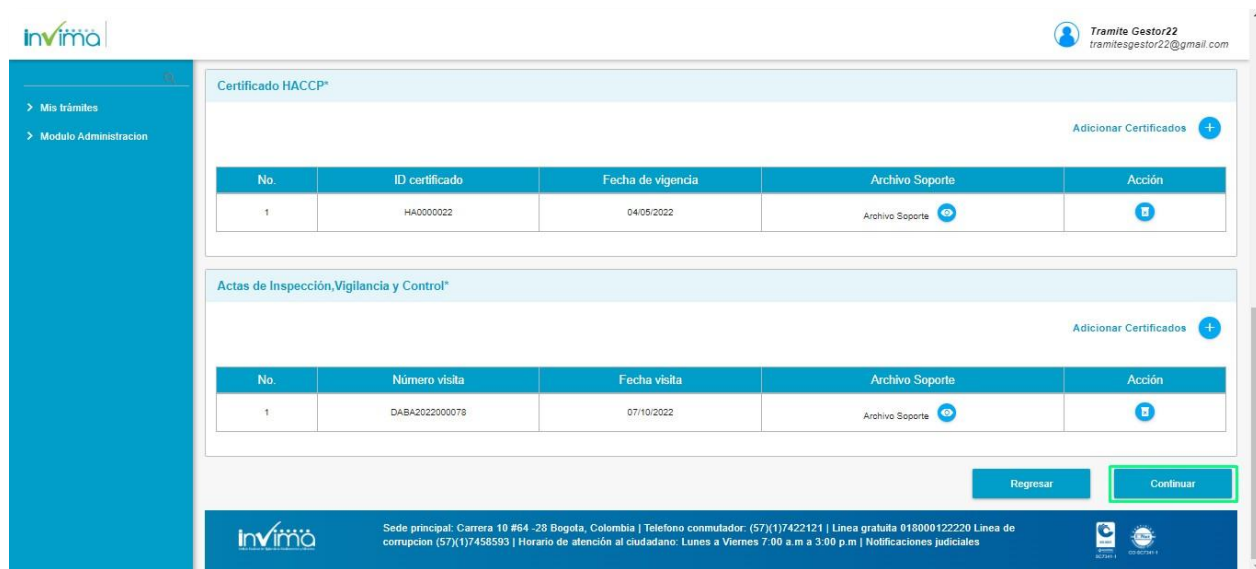 invima
Tramite Gestor22
tramitesgestor22@gmail.com
Mis trámites
Modulo Administracion
Certificado HACCP*
Adicionar Certificados
No. ID certificado Fecha de vigencia Archivo Soporte Acción
1 HA0000022 04/05/2022 Archivo Soporte
Actas de Inspección,Vigilancia y Control*
Adicionar Certificados
No. Número visita Fecha visita Archivo Soporte Acción
1 DABA2022000078 07/10/2022 Archivo Soporte
Regresar Continuar
invima
Sede principal: Carrera 10 #64 -28 Bogota, Colombia | Telefono conmutador: (57)(1)7422121 | Linea gratuita 018000122220 Linea de
corrupcion (57)(1)7458593 | Horario de atención al ciudadano: Lunes a Viernes 7:00 a.m a 3:00 p.m | Notificaciones judiciales